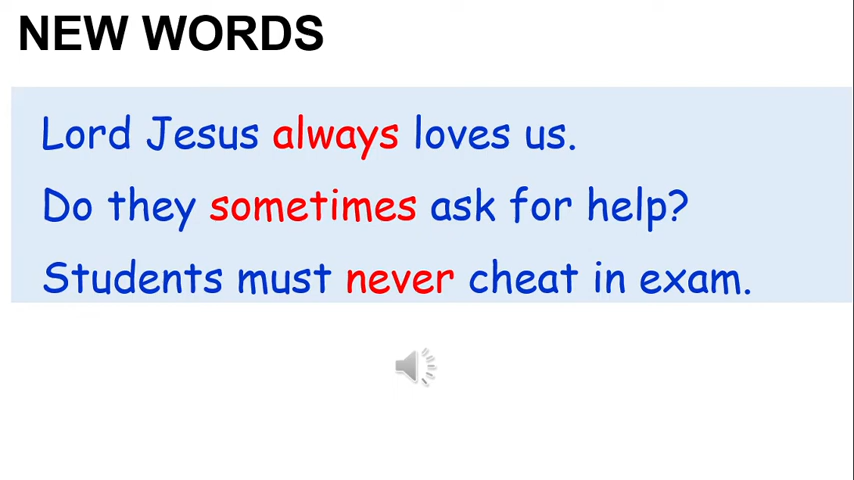 NEW WORDS
Lord Jesus always loves us.
Do they sometimes ask for help?
Students must never cheat in exam.